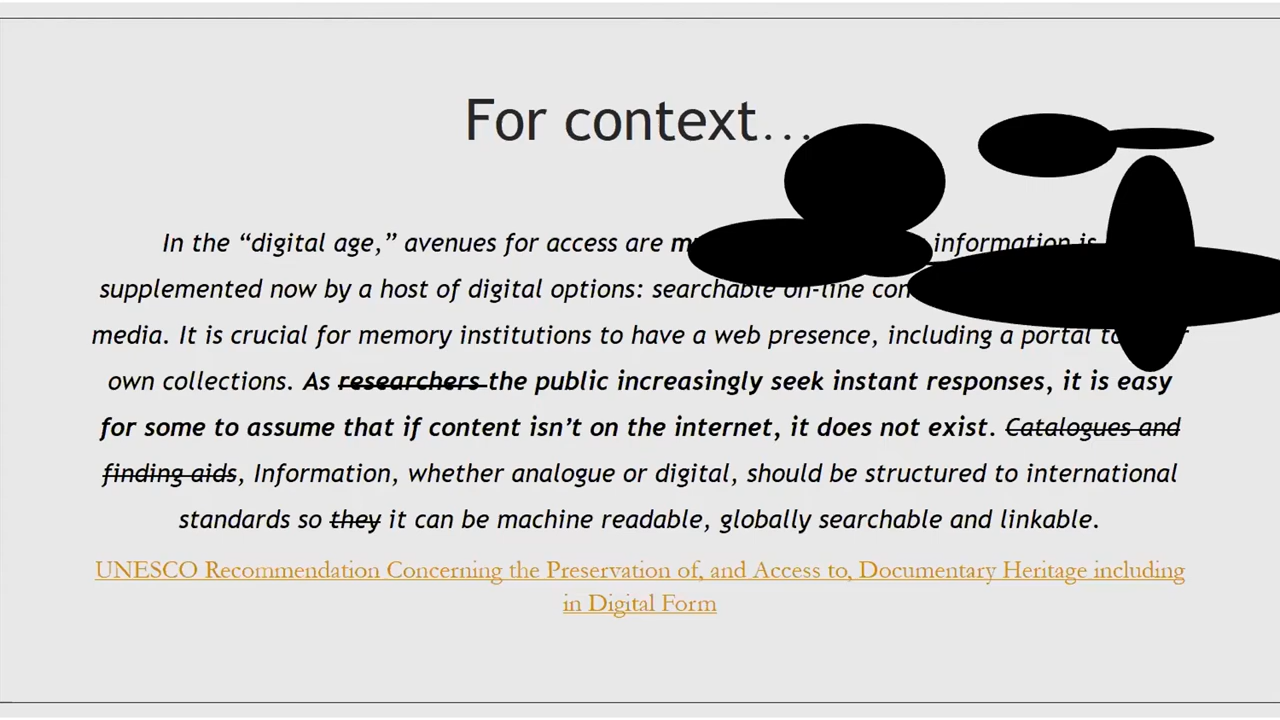 For context...
In the “digital age,” avenues for access are information is
supplemented now by a host of digital options: searchable on-line
media. It is crucial for memory institutions to have a web presence, including a portal
own collections. As researchers the public increasingly seek instant responses, it is easy
for some to assume that if content isn’t on the internet, it does not exist. Catalogues and
finding aids, Information, whether analogue or digital, should be structured to international
standards so they it can be machine readable, globally searchable and linkable.
UNESCO Recommendation Concerning the Preservation of, and Access to, Documentary Heritage including
in Digital Form